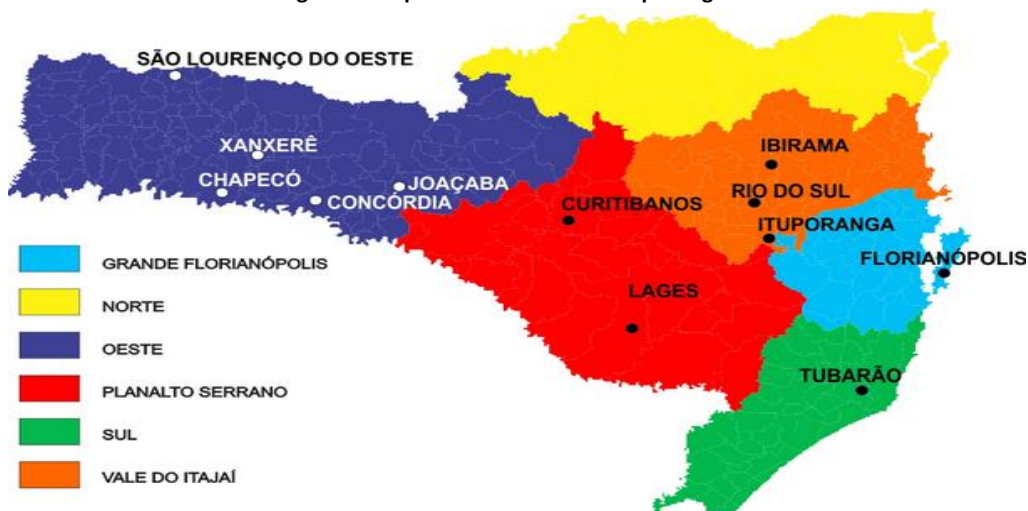 SÃO LOURENÇO DO OESTE
XANXERÊ
CHAPECÓ
JOAÇABA
CONCÓRDIA
CURITIBANOS
IBIRAMA
RIO DO SUL
ITUPORANGA
FLORIANÓPOLIS
LAGES
TUBARÃO
GRANDE FLORIANÓPOLIS
NORTE
OESTE
PLANALTO SERRANO
SUL
VALE DO ITAJAÍ